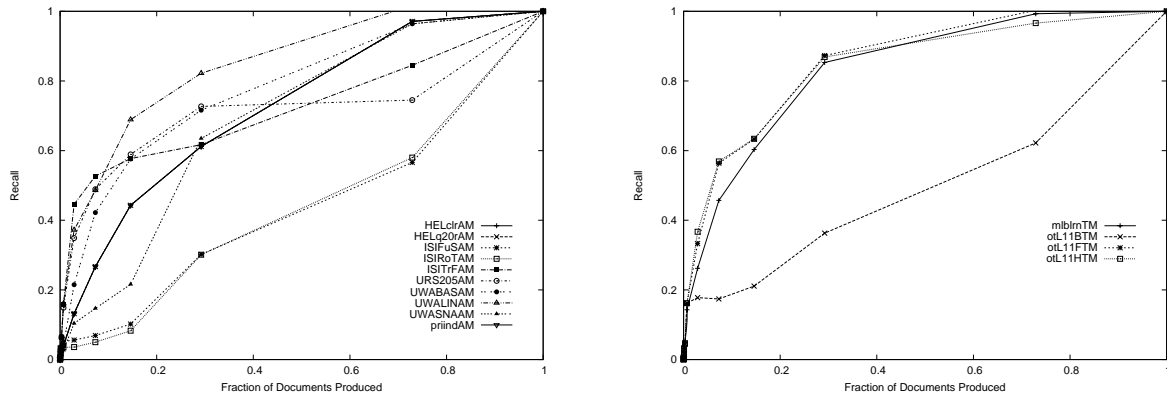 1
0.8
0.6
0.4
0.2
0
0 0.2 0.4 0.6 0.8 1
Recall
Fraction of Documents Produced
HELclrAM
HELq20rAM
ISIFuSAM
ISIRoTAM
ISITrFAM
URS205AM
UWABASAM
UWALINAM
UWASNAAM
priindAM
1
0.8
0.6
0.4
0.2
0
0 0.2 0.4 0.6 0.8 1
Recall
Fraction of Documents Produced
mlblrnTM
otL11BTM
otL11FTM
otL11HTM